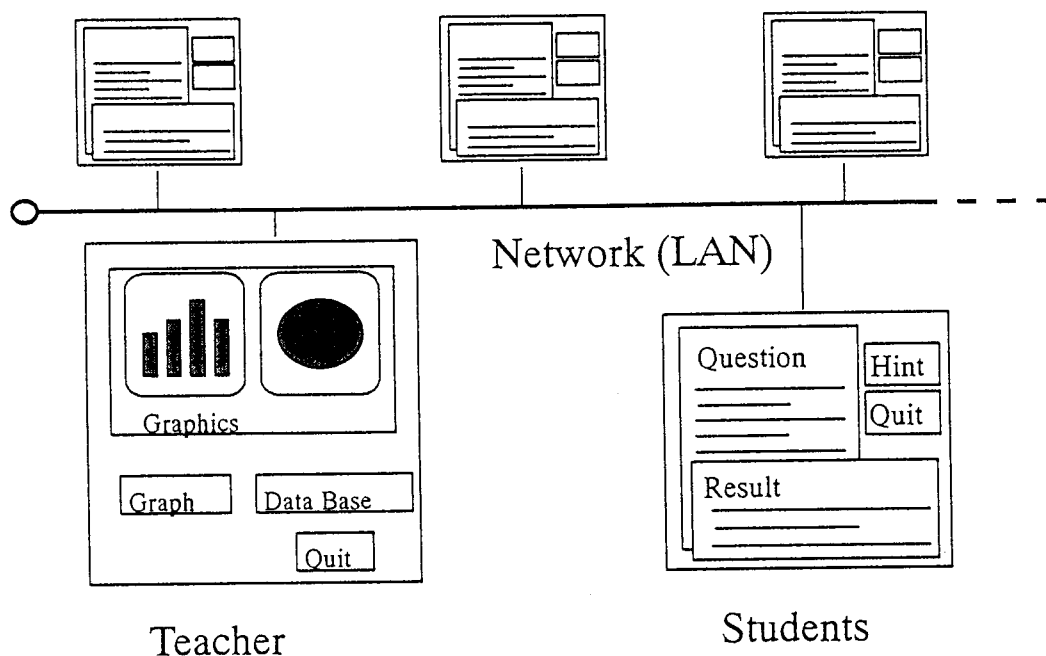 Network (LAN)
Graphics
Graph
Data Base
Quit
Teacher
Question
Hint
Quit
Result
Students